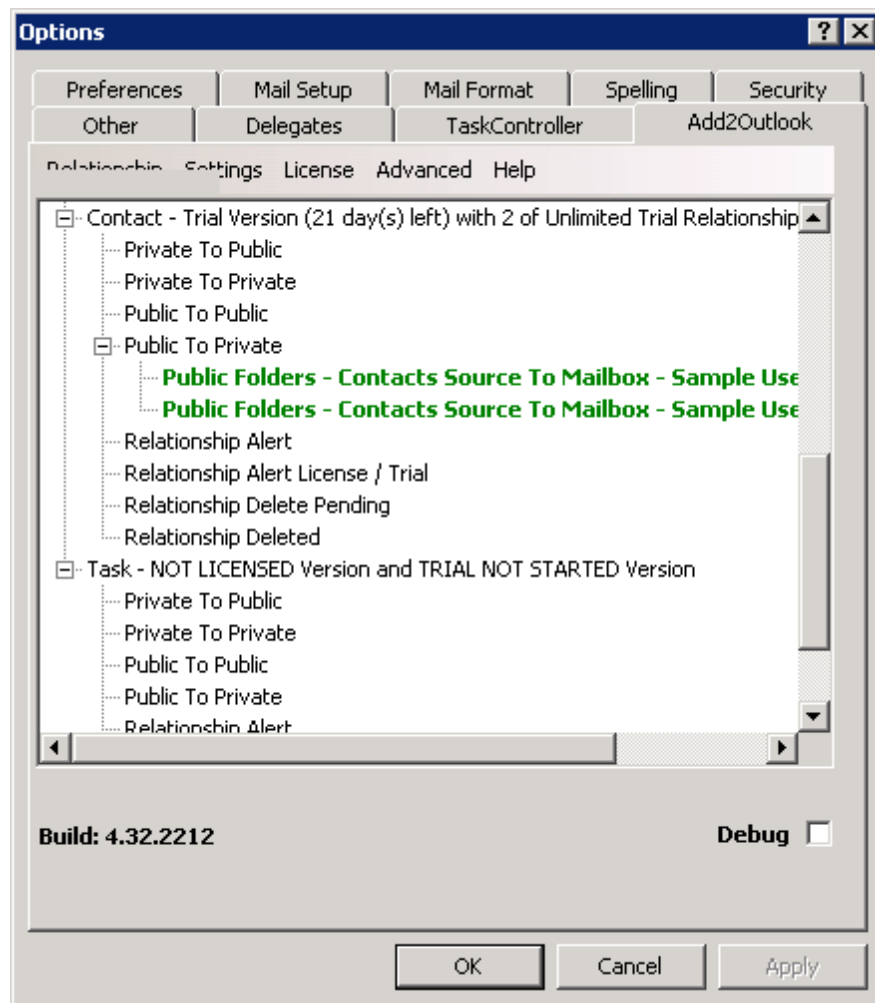 Options
Preferences Mail Setup Mail Format Spelling Security
Other Delegates TaskController Add2Outlook
Relationship Settings License Advanced Help
Contact - Trial Version (21 day(s) left) with 2 of Unlimited Trial Relationship
Private To Public
Private To Private
Public To Public
Public To Private
Public Folders - Contacts Source To Mailbox - Sample Use
Public Folders - Contacts Source To Mailbox - Sample Use
Relationship Alert
Relationship Alert License / Trial
Relationship Delete Pending
Relationship Deleted
Task - NOT LICENSED Version and TRIAL NOT STARTED Version
Private To Public
Private To Private
Public To Public
Public To Private
Relationship Alert
Build: 4.32.2212 Debug
OK Cancel Apply